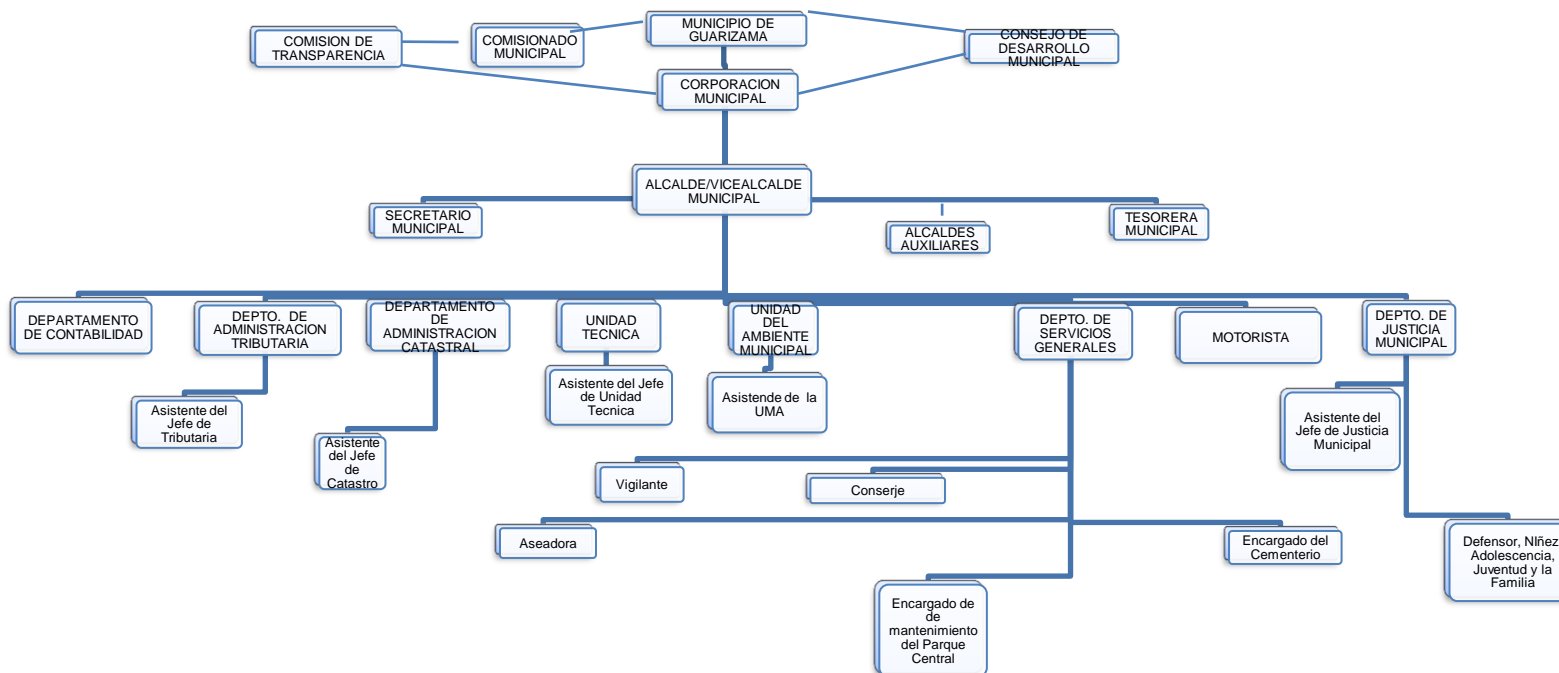 MUNICIPIO DE
GUARIZAMA
COMISION DE
TRANSPARENCIA
COMISIONADO
MUNICIPAL
CONSEJO DE
DESARROLLO
MUNICIPAL
CORPORACION
MUNICIPAL
ALCALDE/VICEALCALDE
MUNICIPAL
SECRETARIO
MUNICIPAL
ALCALDES
AUXILIARES
TESORERA
MUNICIPAL
DEPARTAMENTO
DE CONTABILIDAD
DEPTO. DE
ADMINISTRACION
TRIBUTARIA
DEPARTAMENTO
DE
ADMINISTRACION
CATASTRAL
UNIDAD
TECNICA
UNIDAD
DEL
AMBIENTE
MUNICIPAL
DEPTO. DE
SERVICIOS
GENERALES
MOTORISTA
DEPTO. DE
JUSTICIA
MUNICIPAL
Asistente del
Jefe de
Tributaria
Asistente
del Jefe
de
Catastro
Asistente del Jefe
de Unidad
Tecnica
Asistende de la
UMA
Asistente del
Jefe de Justicia
Municipal
Vigilante
Conserje
Aseadora
Encargado del
Cementerio
Defensor, NIñez,
Adolescencia,
Juventud y la
Familia
Encargado de
de
mantenimiento
del Parque
Central